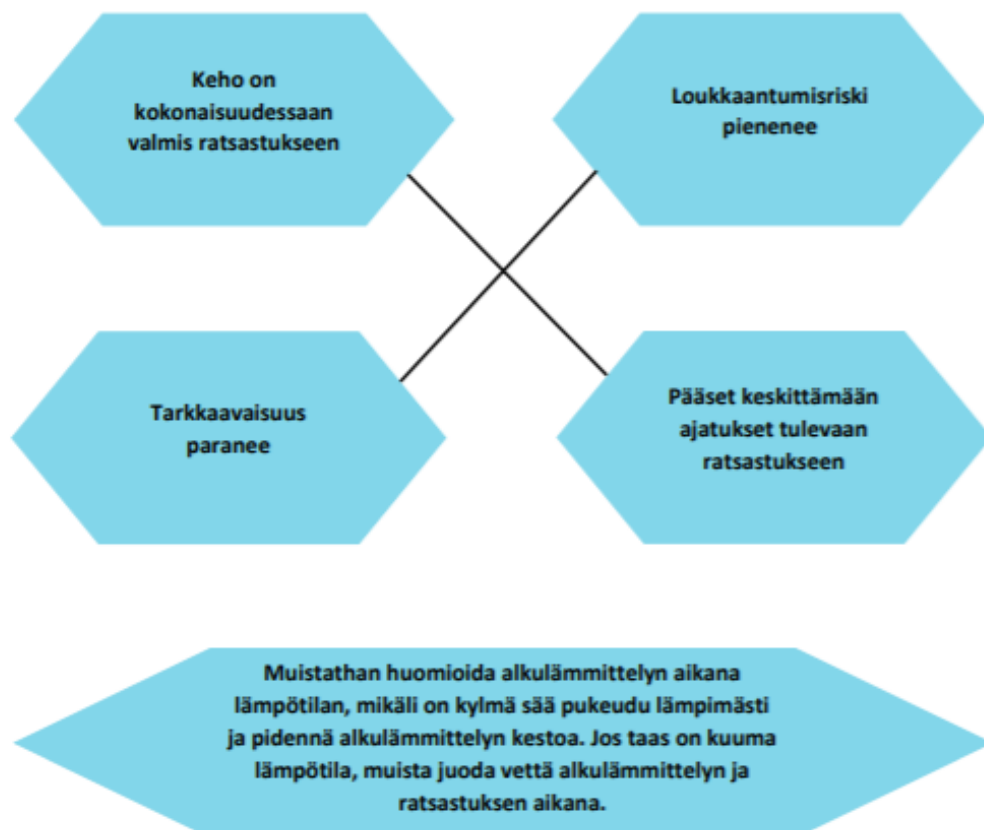 Keho on
kokonaisuudessaan
valmis ratsastukseen
Loukkaantumisriski
pienenee
Tarkkaavaisuus
paranee
Pääset keskittämään
ajatukset tulevaan
ratsastukseen
Muistathan huomioida alkulämmittelyn aikana
lämpötilan, mikäli on kylmä sää pukeudu lämpimästi
ja pidennä alkulämmittelyn kestoa. Jos taas on kuuma
lämpötila, muista juoda vettä alkulämmittelyn ja
ratsastuksen aikana.